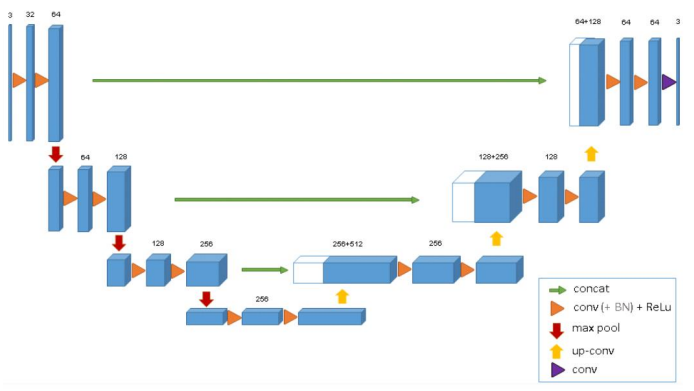 3 32 64
64+128 64 64 3
64 128
128+256 128
128 256
256+512 256
256
concat
conv (+ BN) + ReLu
max pool
up-conv
conv